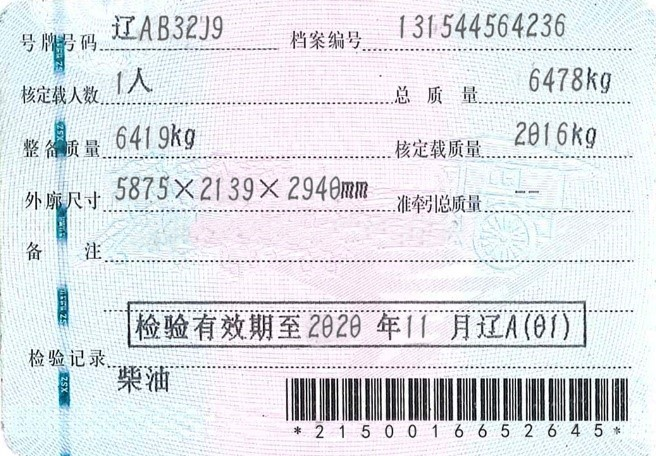 号牌号码 辽AB32J9 档案编号 131544564236
核定载人数 1人 总质量 6478kg
整备质量 6419kg 核定载质量 2016kg
外廓尺寸 5875×2139×2940mm 准牵引总质量 --
备注
检验有效期至2020 年11 月辽A(01)
检验记录
柴油
*2150016652645*